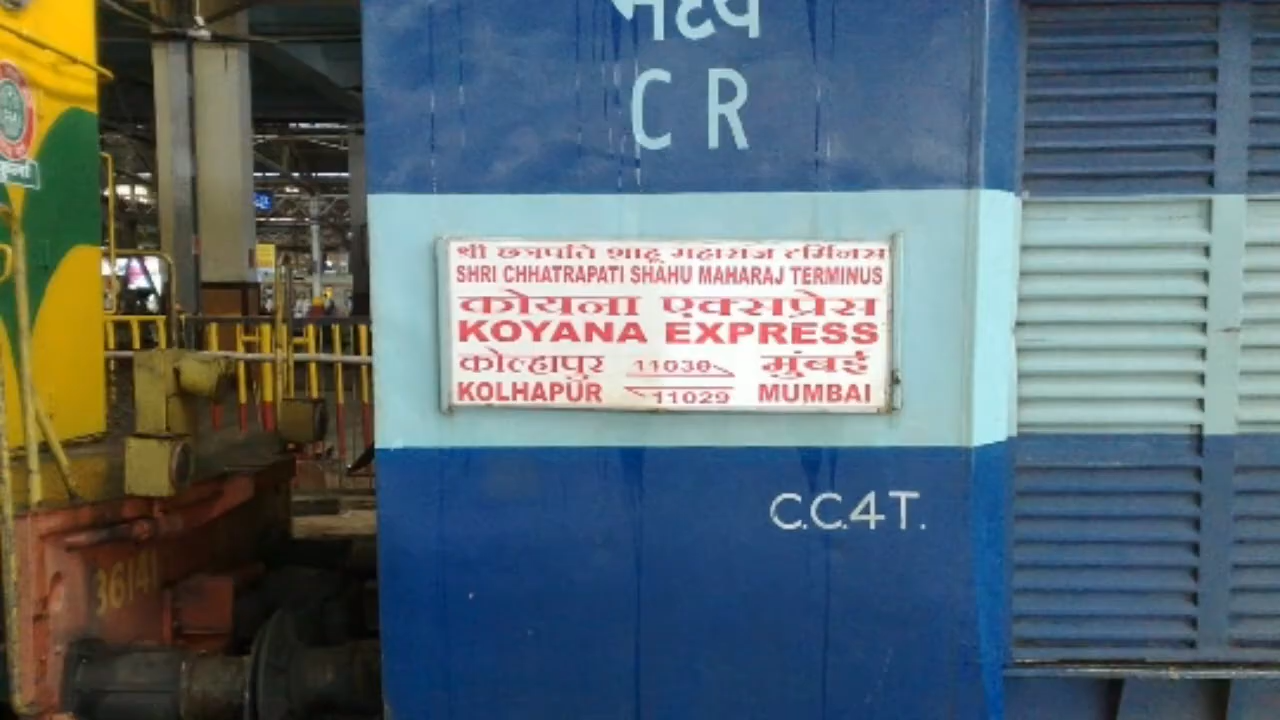 मध्य
C R
श्री छत्रपति शाहू महाराज टर्मिनस
SHRI CHHATRAPATI SHAHU MAHARAJ TERMINUS
कोयना एक्सप्रेस
KOYANA EXPRESS
कोल्हापुर 11030 मुंबई
KOLHAPUR 11029 MUMBAI
C.C.4T.
36141